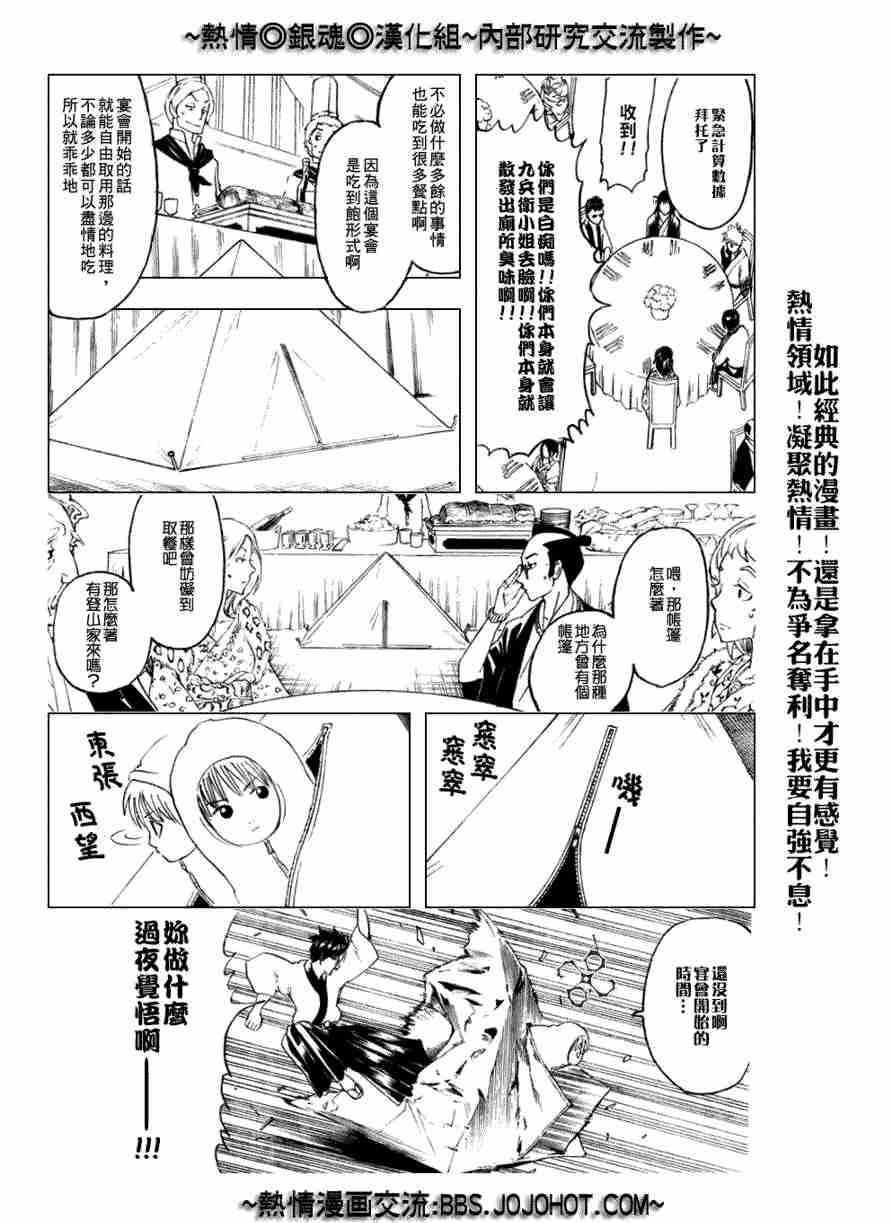 ~熱情◎銀魂◎漢化組~內部研究交流製作~
緊急計算數據
拜托了
收到!!
你們是白痴嗎!!你們本身就會讓
九兵衛小姐丟臉啊!!你們本身就
散發出廁所臭味啊!!
不必做什麼多餘的事情
也能吃到很多餐點啊
因為這個宴會
是吃到飽形式啊
宴會開始的話
就能自由取用那邊的料理，
不論多少都可以盡情地吃
所以就乖乖地
喂，那帳篷
怎麼著
為什麼那種
地方會有個
帳篷
那樣會妨礙到
取餐吧
那怎麼著
有登山家來嗎？
嘰——
窸窣
窸窣
東張
西望
還沒到啊
宴會開始的
時間…
妳做什麼
過夜覺悟啊——!!!
如此經典的漫畫！還是拿在手中才更有感覺！
熱情領域！凝聚熱情！不為爭名奪利！我要自強不息！
~熱情漫画交流:BBS.JOJOHOT.COM~